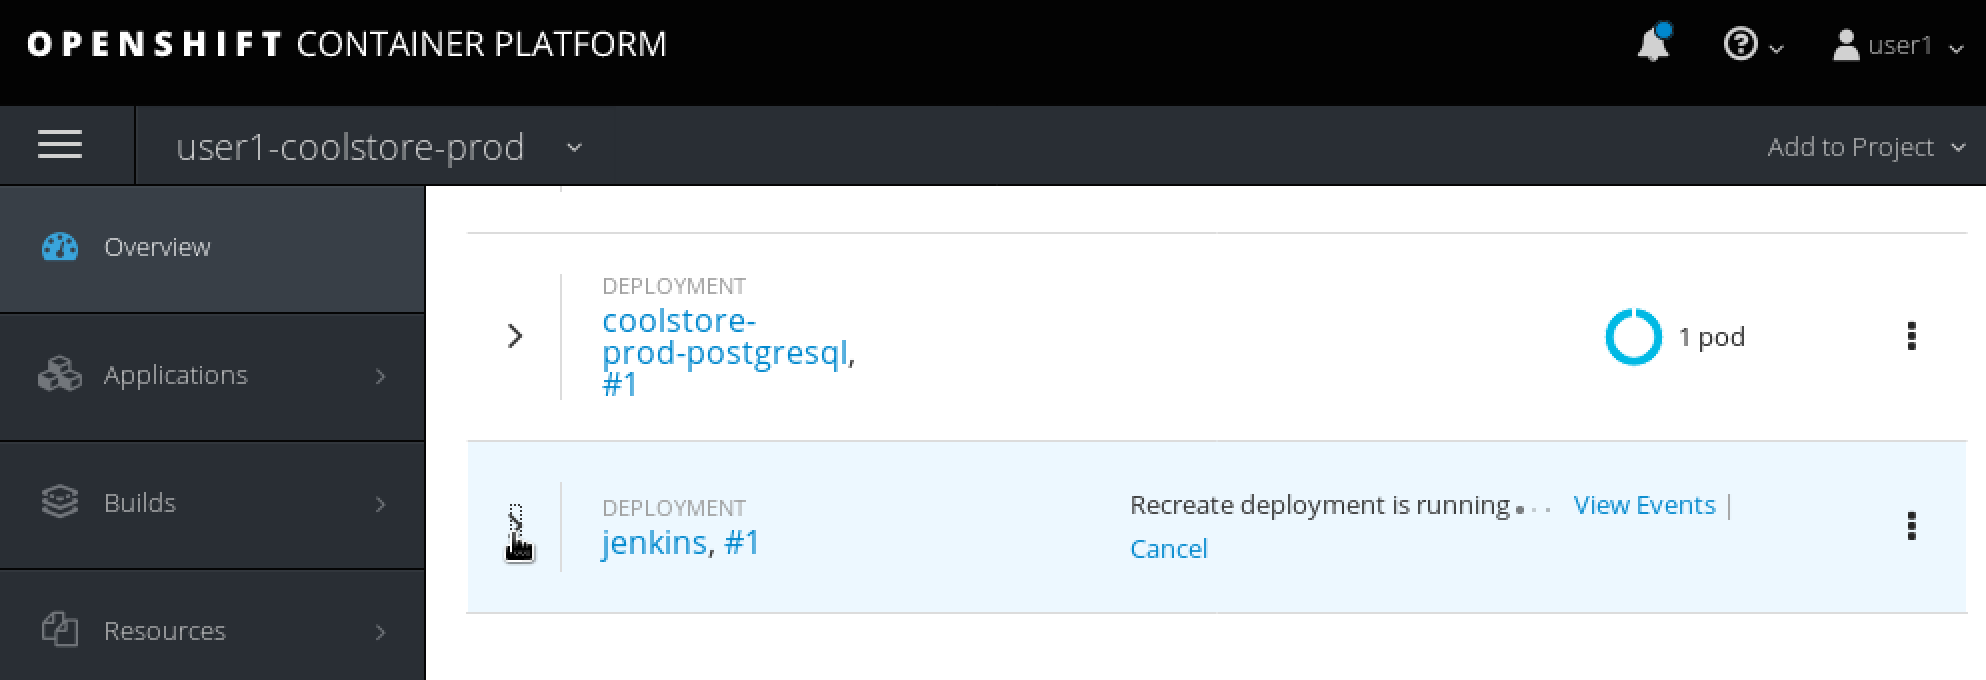 OPENSHIFT CONTAINER PLATFORM
user1
user1-coolstore-prod
Add to Project
Overview
Applications
Builds
Resources
DEPLOYMENT
coolstore-
prod-postgresql,
#1
1 pod
DEPLOYMENT
jenkins, #1
Recreate deployment is running View Events |
Cancel